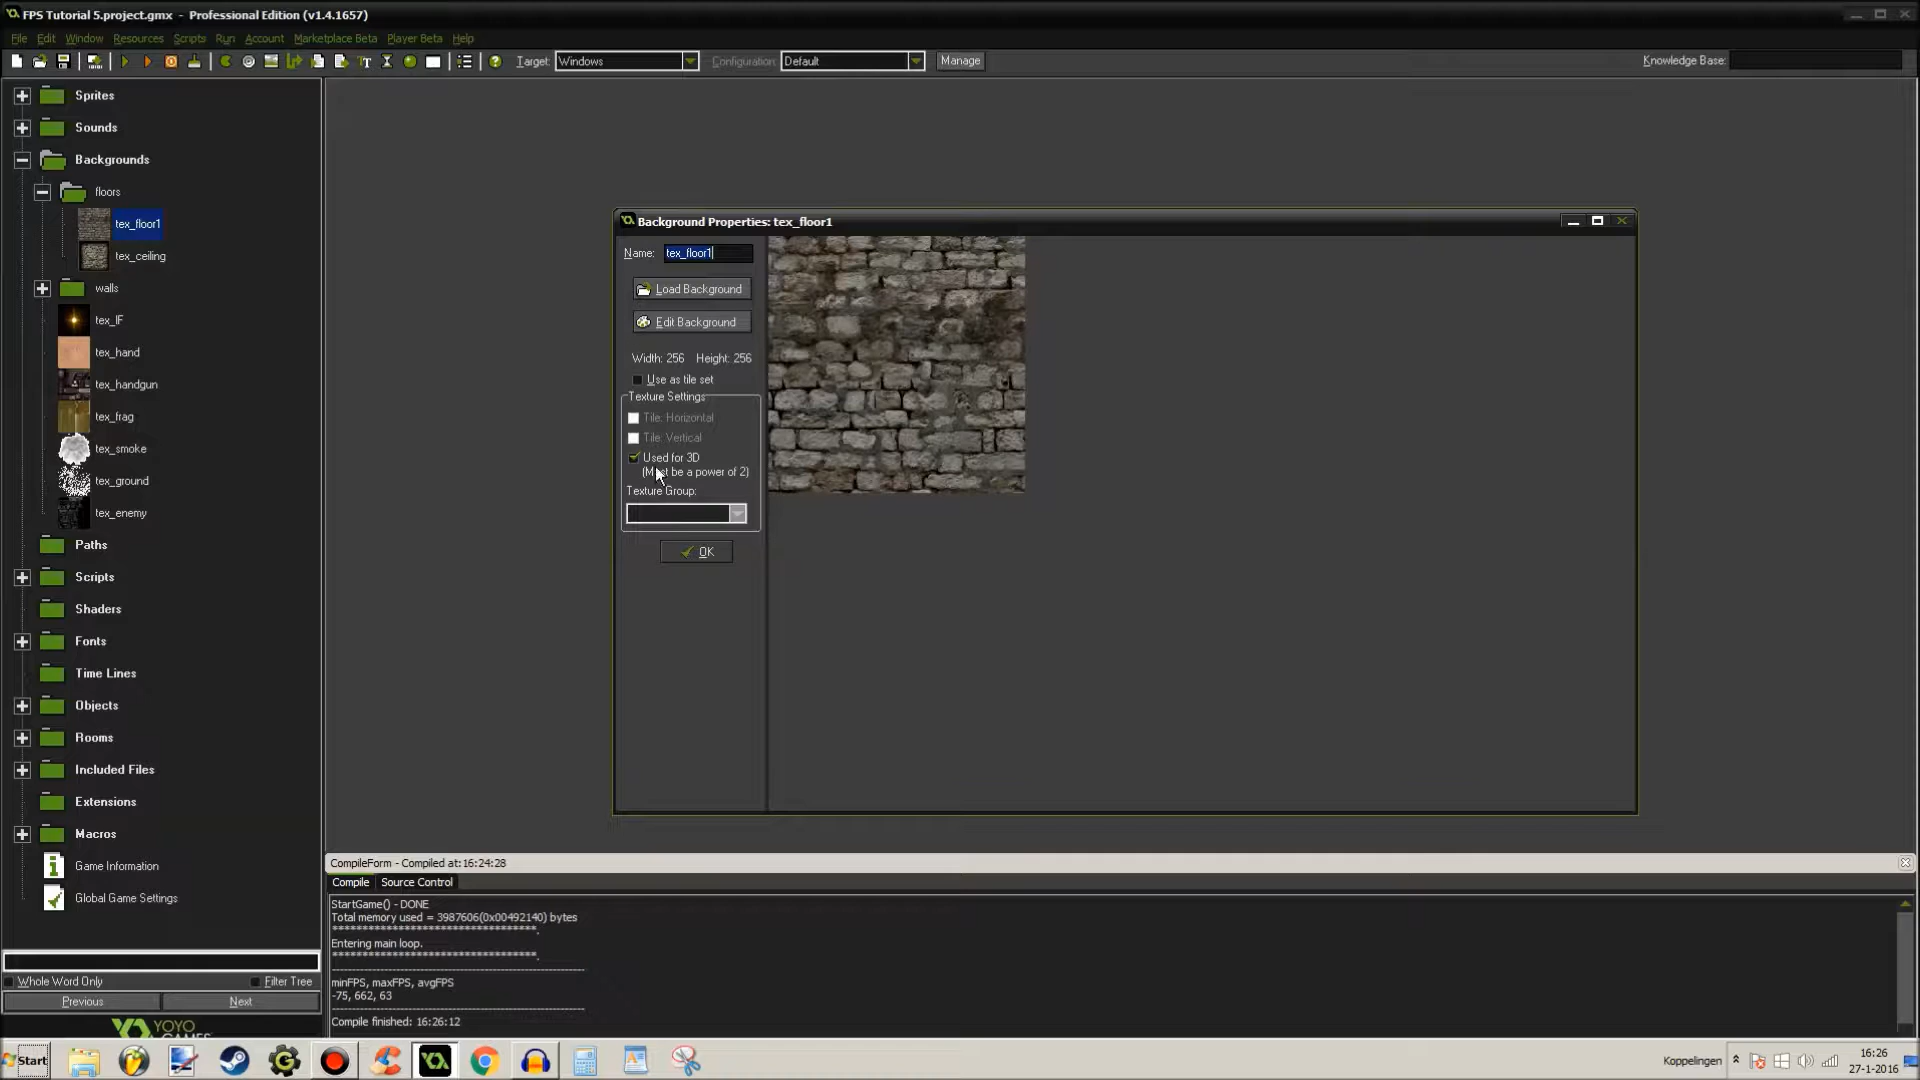 FPS Tutorial 5.project.gmx  -  Professional Edition (v1.4.1657)
File Edit Window Resources Scripts Run Account Marketplace Beta Player Beta Help
Target: Windows Configuration: Default Manage Knowledge Base:
Sprites
Sounds
Backgrounds
floors
tex_floor1
tex_ceiling
walls
tex_lF
tex_hand
tex_handgun
tex_frag
tex_smoke
tex_ground
tex_enemy
Paths
Scripts
Shaders
Fonts
Time Lines
Objects
Rooms
Included Files
Extensions
Macros
Game Information
Global Game Settings
Whole Word Only Filter Tree
Previous Next
YOYO
GAMES
Background Properties: tex_floor1
Name: tex_floor1
Load Background
Edit Background
Width: 256 Height: 256
Use as tile set
Texture Settings
Tile: Horizontal
Tile: Vertical
Used for 3D
(Must be a power of 2)
Texture Group:
OK
CompileForm - Compiled at:16:24:28
Compile Source Control
StartGame() - DONE
Total memory used = 3987606(0x00492140) bytes
**********************************.
Entering main loop.
**********************************.
minFPS, maxFPS, avgFPS
-75, 662, 63
Compile finished: 16:26:12
Start
Koppelingen
16:26
27-1-2016